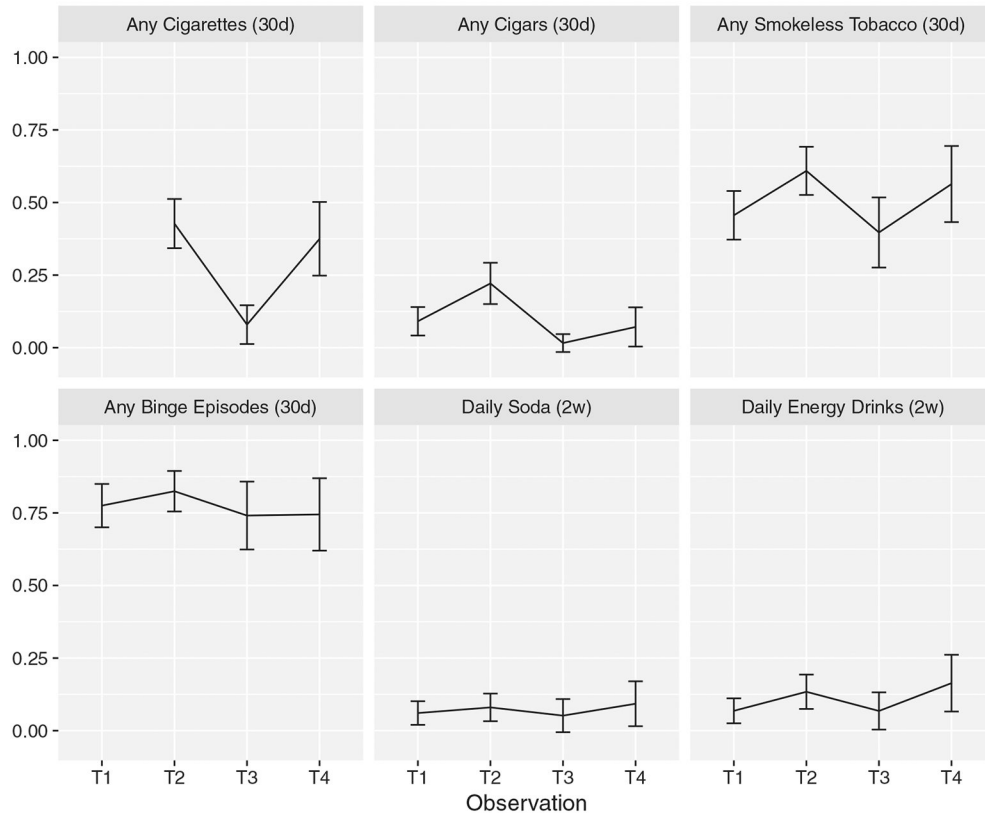 Any Cigarettes (30d) Any Cigars (30d) Any Smokeless Tobacco (30d)
1.00
0.75
0.50
0.25
0.00
Any Binge Episodes (30d) Daily Soda (2w) Daily Energy Drinks (2w)
1.00
0.75
0.50
0.25
0.00
T1 T2 T3 T4 T1 T2 T3 T4 T1 T2 T3 T4
Observation